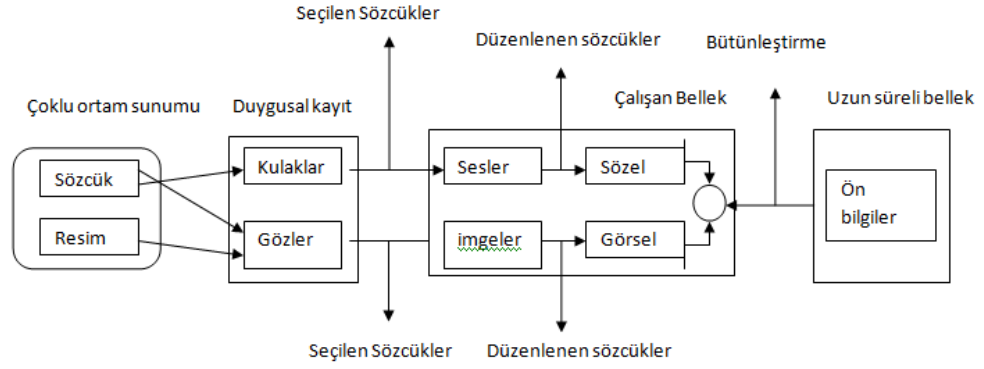 Seçilen Sözcükler
Düzenlenen sözcükler
Bütünleştirme
Çoklu ortam sunumu
Duygusal kayıt
Çalışan Bellek
Uzun süreli bellek
Sözcük
Kulaklar
Sesler
Sözel
Ön
bilgiler
Resim
Gözler
imgeler
Görsel
Seçilen Sözcükler
Düzenlenen sözcükler